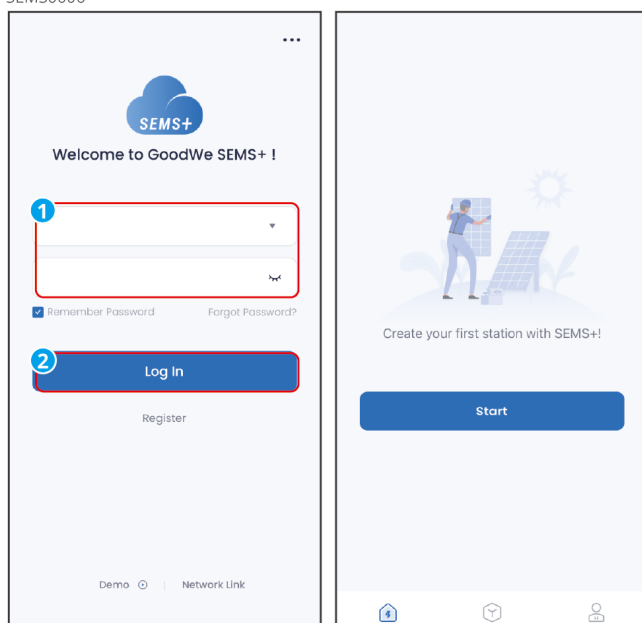 ...
SEMS+
Welcome to GoodWe SEMS+ !
1
Remember Password Forgot Password?
2
Log In
Register
Demo Network Link
Create your first station with SEMS+!
Start